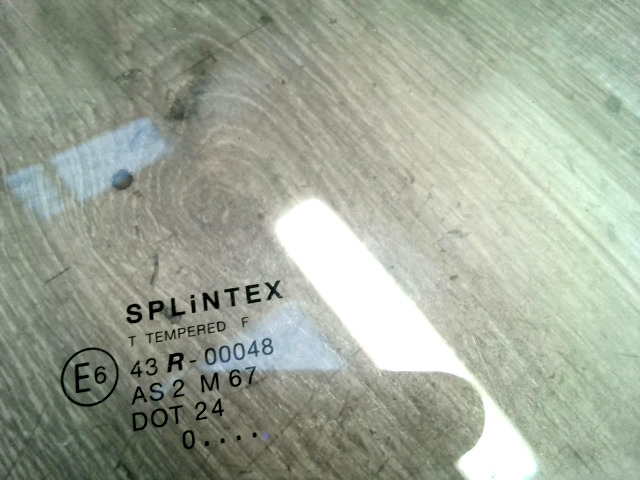 SPLiNTEX
T TEMPERED F
E6 43 R-00048
AS 2 M 67
DOT 24
0.....